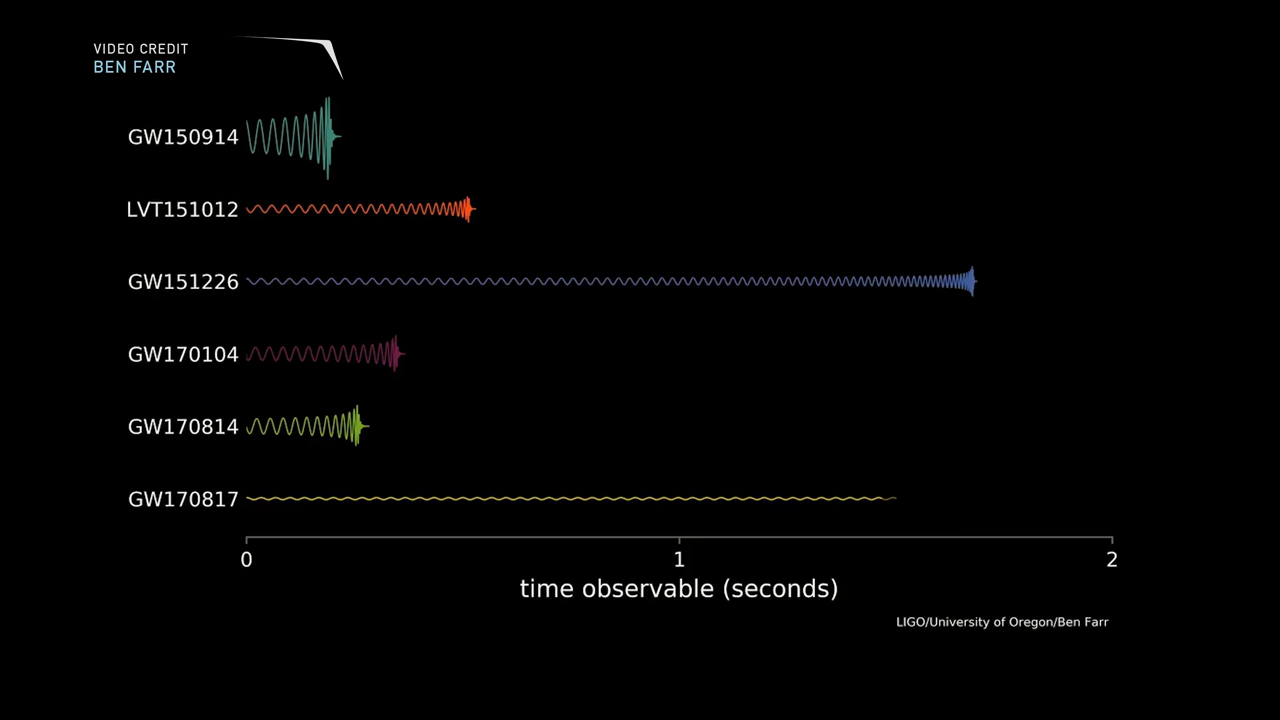 VIDEO CREDIT
BEN FARR
GW150914
LVT151012
GW151226
GW170104
GW170814
GW170817
0 1 2
time observable (seconds)
LIGO/University of Oregon/Ben Farr